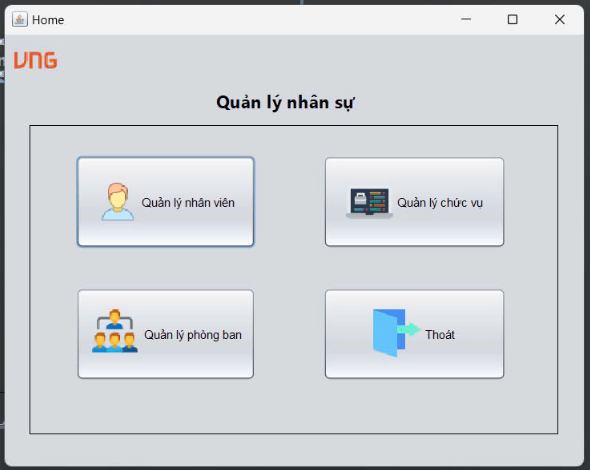 Home
VNG
Quản lý nhân sự
Quản lý nhân viên
Quản lý chức vụ
Quản lý phòng ban
Thoát